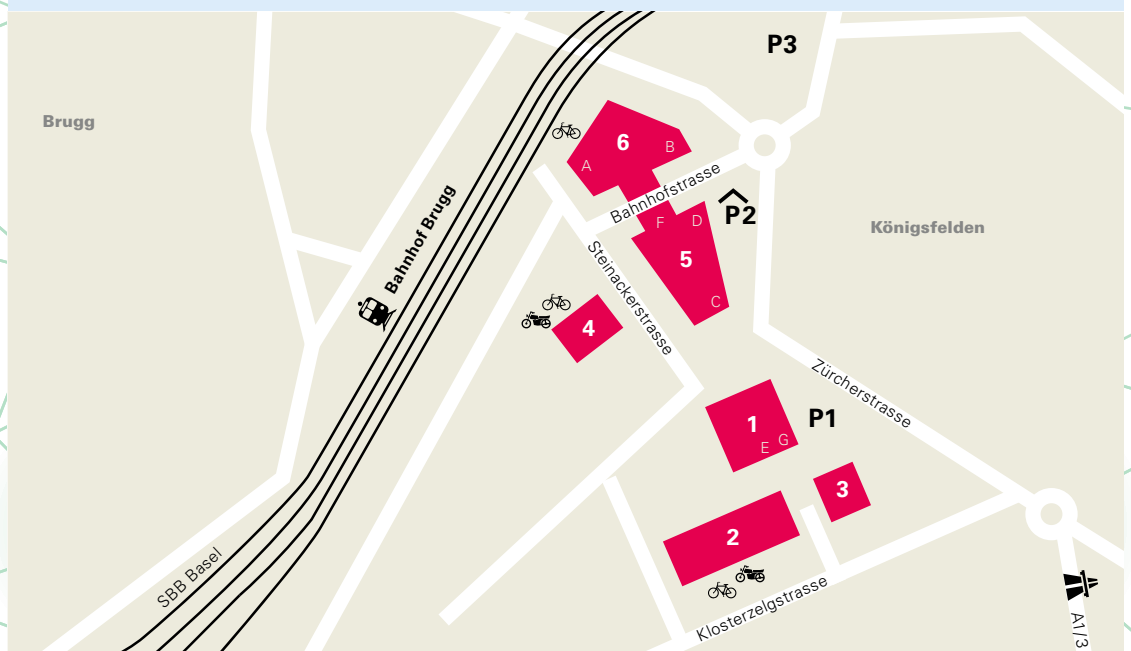 P3
Brugg
6
B
A
Bahnhofstrasse
Bahnhof Brugg
P2
F
D
Königsfelden
5
Steinackerstrasse
C
4
Zürcherstrasse
1
P1
E
G
3
2
SBB Basel
Klosterzelgstrasse
A1/3